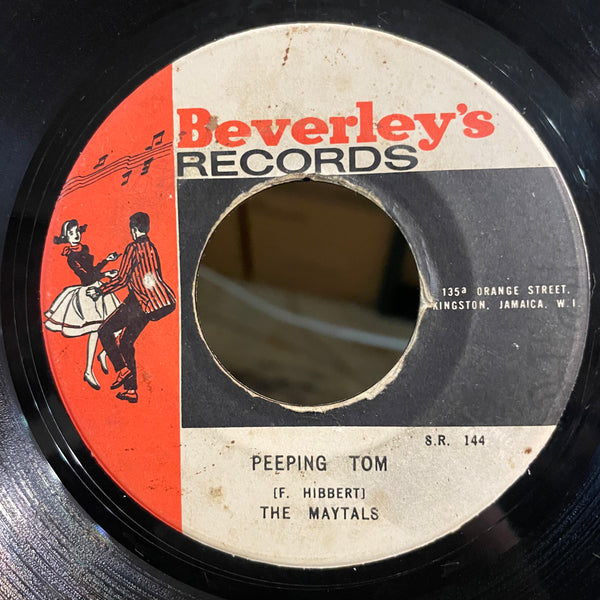 Beverley's
RECORDS
135ª ORANGE STREET.
KINGSTON, JAMAICA, W.I.
S.R. 144
PEEPING TOM
(F. HIBBERT)
THE MAYTALS